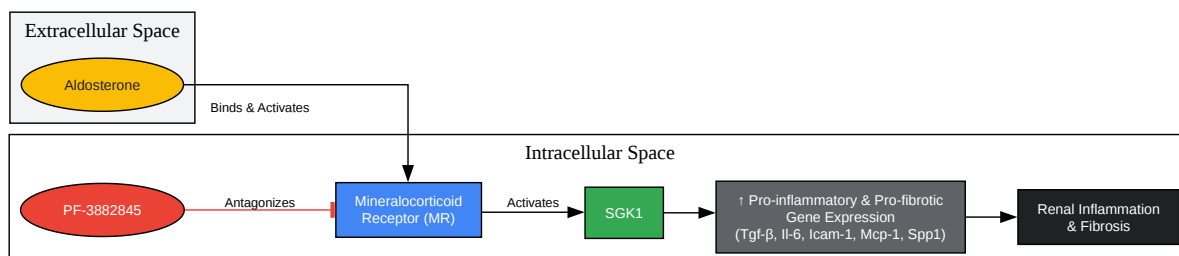 Extracellular Space
Aldosterone
Binds & Activates
Intracellular Space
PF-3882845
Antagonizes
Mineralocorticoid
Receptor (MR)
Activates
SGK1
↑ Pro-inflammatory & Pro-fibrotic
Gene Expression
(Tgf-β, Il-6, Icam-1, Mcp-1, Spp1)
Renal Inflammation
& Fibrosis